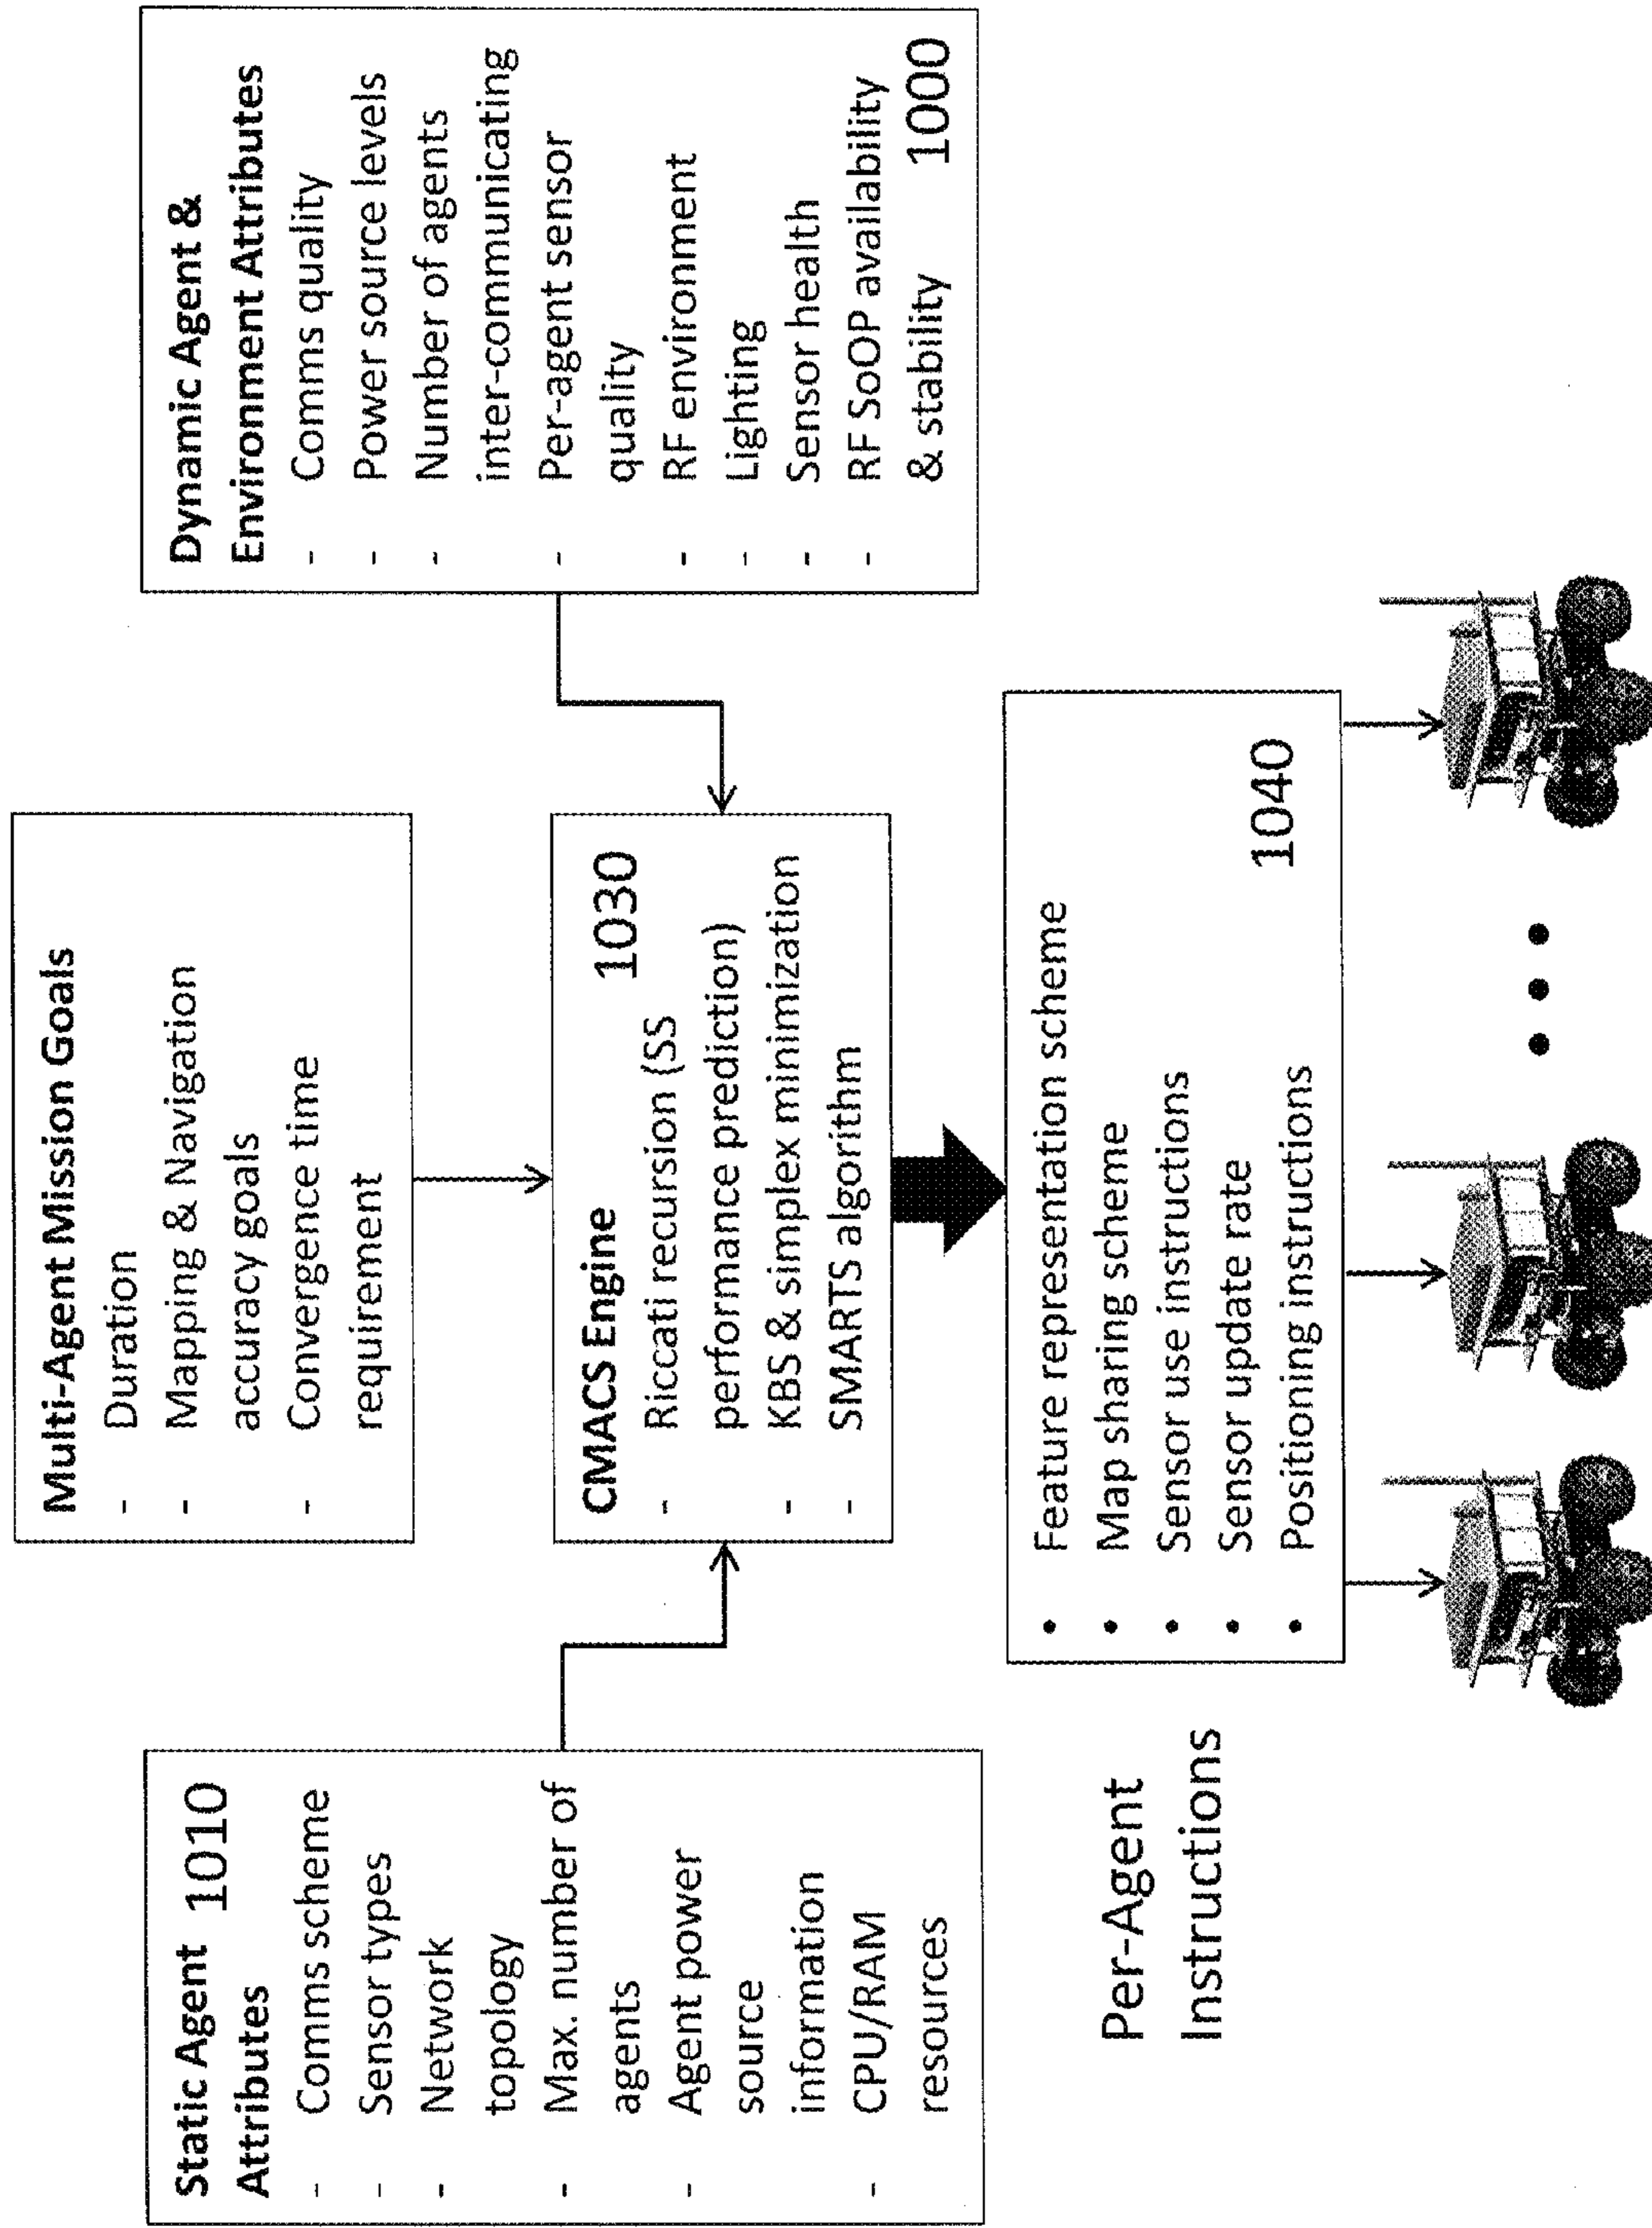 Multi-Agent Mission Goals
- Duration
- Mapping & Navigation
accuracy goals
- Convergence time
requirement
Static Agent 1010
Attributes
- Comms scheme
- Sensor types
- Network
topology
- Max. number of
agents
- Agent power
source
information
- CPU/RAM
resources
CMACS Engine 1030
- Riccati recursion (SS
performance prediction)
- KBS & simplex minimization
- SMARTS algorithm
Dynamic Agent &
Environment Attributes
- Comms quality
- Power source levels
- Number of agents
inter-communicating
- Per-agent sensor
quality
- RF environment
- Lighting
- Sensor health
- RF SoOP availability
& stability 1000
Per-Agent
Instructions
• Feature representation scheme
• Map sharing scheme
• Sensor use instructions
• Sensor update rate
• Positioning instructions 1040